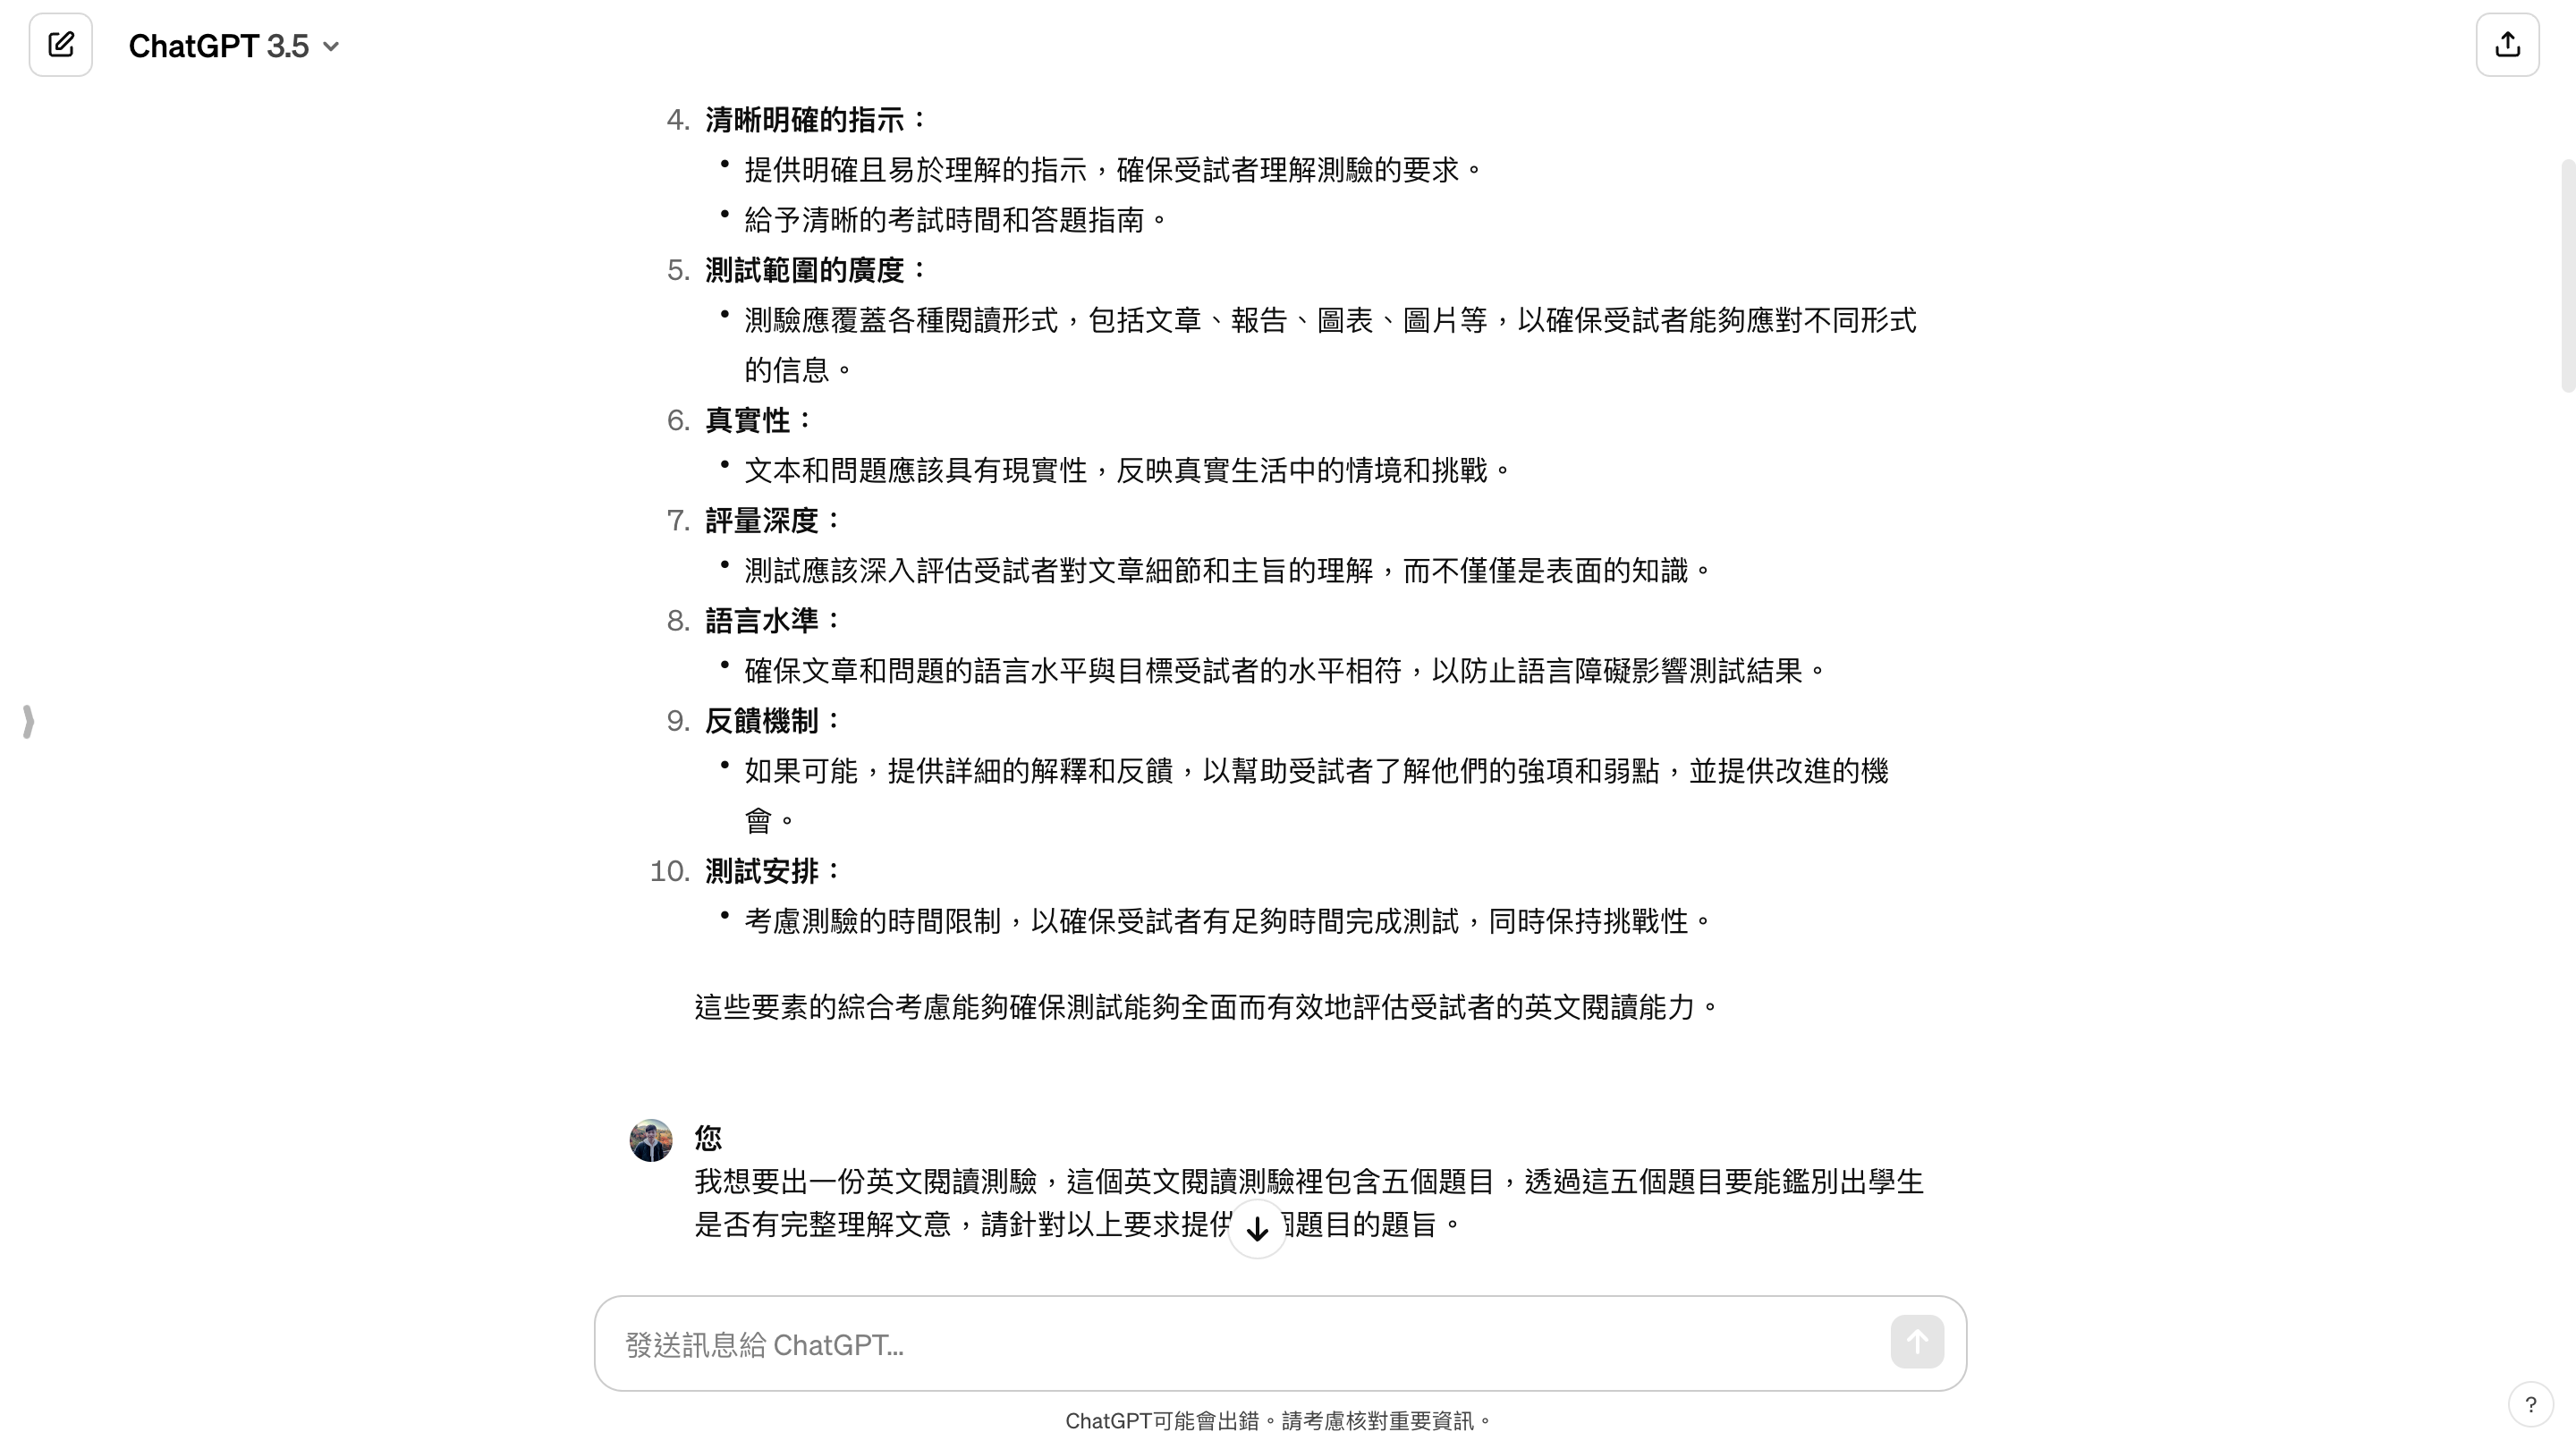 ChatGPT 3.5
4. 清晰明確的指示：
• 提供明確且易於理解的指示，確保受試者理解測驗的要求。
• 給予清晰的考試時間和答題指南。
5. 測試範圍的廣度：
• 測驗應覆蓋各種閱讀形式，包括文章、報告、圖表、圖片等，以確保受試者能夠應對不同形式
的信息。
6. 真實性：
• 文本和問題應該具有現實性，反映真實生活中的情境和挑戰。
7. 評量深度：
• 測試應該深入評估受試者對文章細節和主旨的理解，而不僅僅是表面的知識。
8. 語言水準：
• 確保文章和問題的語言水平與目標受試者的水平相符，以防止語言障礙影響測試結果。
9. 反饋機制：
• 如果可能，提供詳細的解釋和反饋，以幫助受試者了解他們的強項和弱點，並提供改進的機
會。
10. 測試安排：
• 考慮測驗的時間限制，以確保受試者有足夠時間完成測試，同時保持挑戰性。
這些要素的綜合考慮能夠確保測試能夠全面而有效地評估受試者的英文閱讀能力。
您
我想要出一份英文閱讀測驗，這個英文閱讀測驗裡包含五個題目，透過這五個題目要能鑑別出學生
是否有完整理解文意，請針對以上要求提供個題目的題旨。
發送訊息給 ChatGPT...
ChatGPT可能會出錯。請考慮核對重要資訊。
?